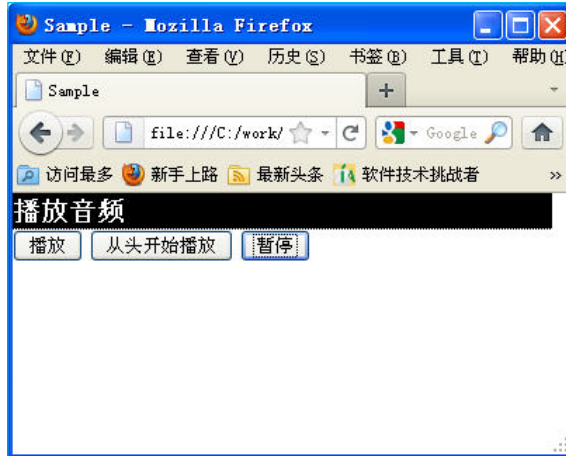 Sample - Mozilla Firefox
文件(F) 编辑(E) 查看(V) 历史(S) 书签(B) 工具(T) 帮助(H)
Sample
file:///C:/work/ Google
访问最多 新手上路 最新头条 软件技术挑战者 »
播放音频
播放 从头开始播放 暂停